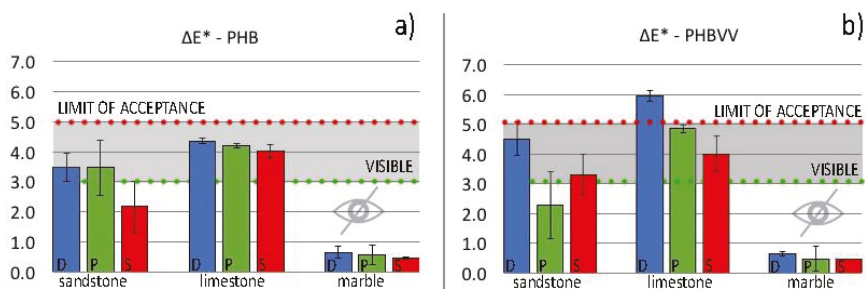 ΔE* - PHB
a)
7.0
6.0
LIMIT OF ACCEPTANCE
5.0
4.0
VISIBLE
3.0
2.0
1.0
0.0
D P S D P S D P S
sandstone limestone marble
ΔE* - PHBVV
b)
7.0
6.0
LIMIT OF ACCEPTANCE
5.0
4.0
VISIBLE
3.0
2.0
1.0
0.0
D P S D P S D P S
sandstone limestone marble